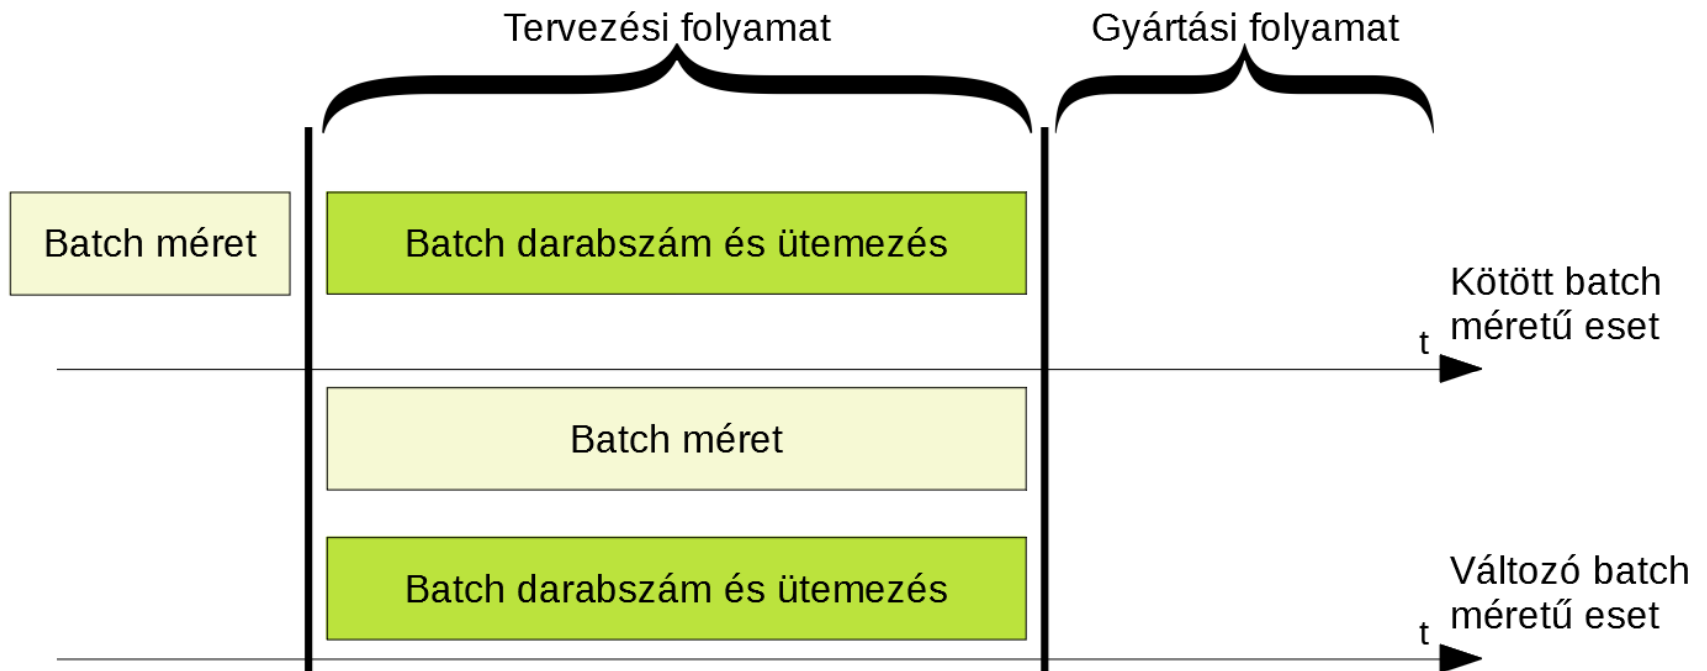 Tervezési folyamat
Gyártási folyamat
Batch méret
Batch darabszám és ütemezés
Kötött batch
méretű eset
t
Batch méret
Batch darabszám és ütemezés
Változó batch
méretű eset
t